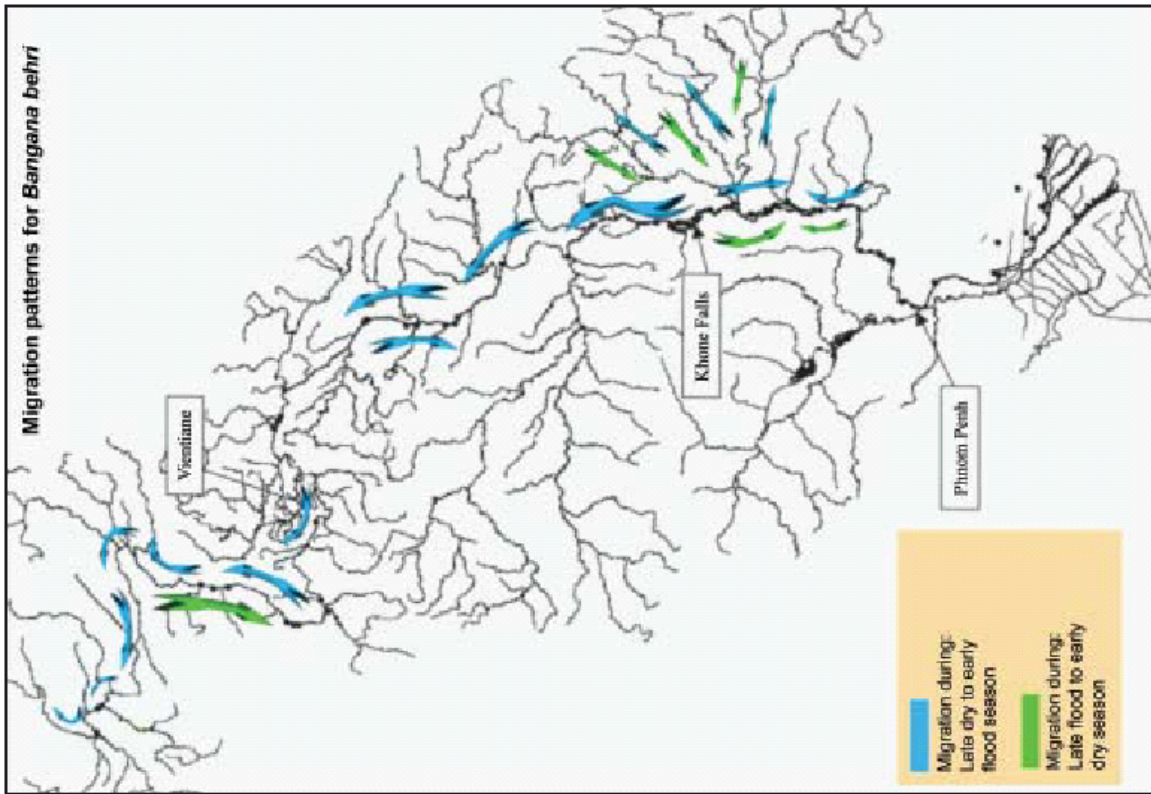 Migration patterns for Bangana behri
Vientiane
Khone Falls
Phnom Penh
Migration during:
Late dry to early
flood season
Migration during:
Late flood to early
dry season